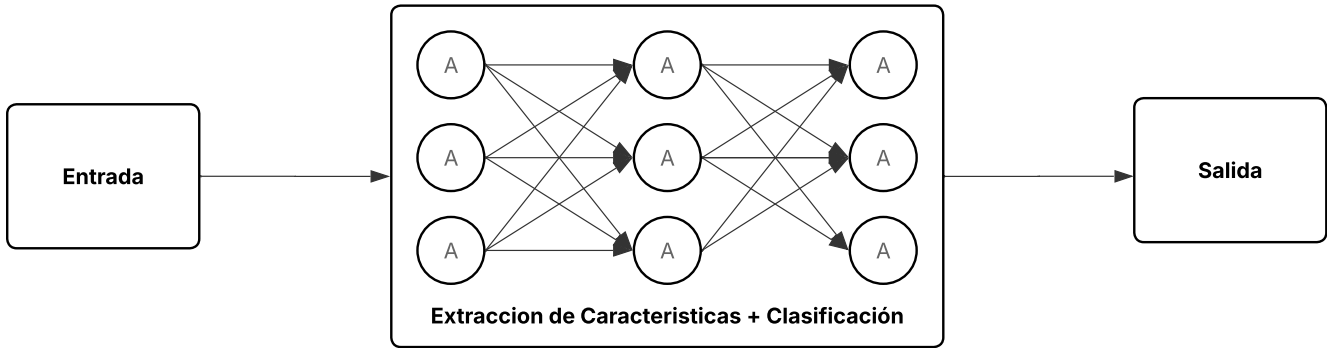 Entrada
A A A
A A A
A A A
Extraccion de Caracteristicas + Clasificación
Salida